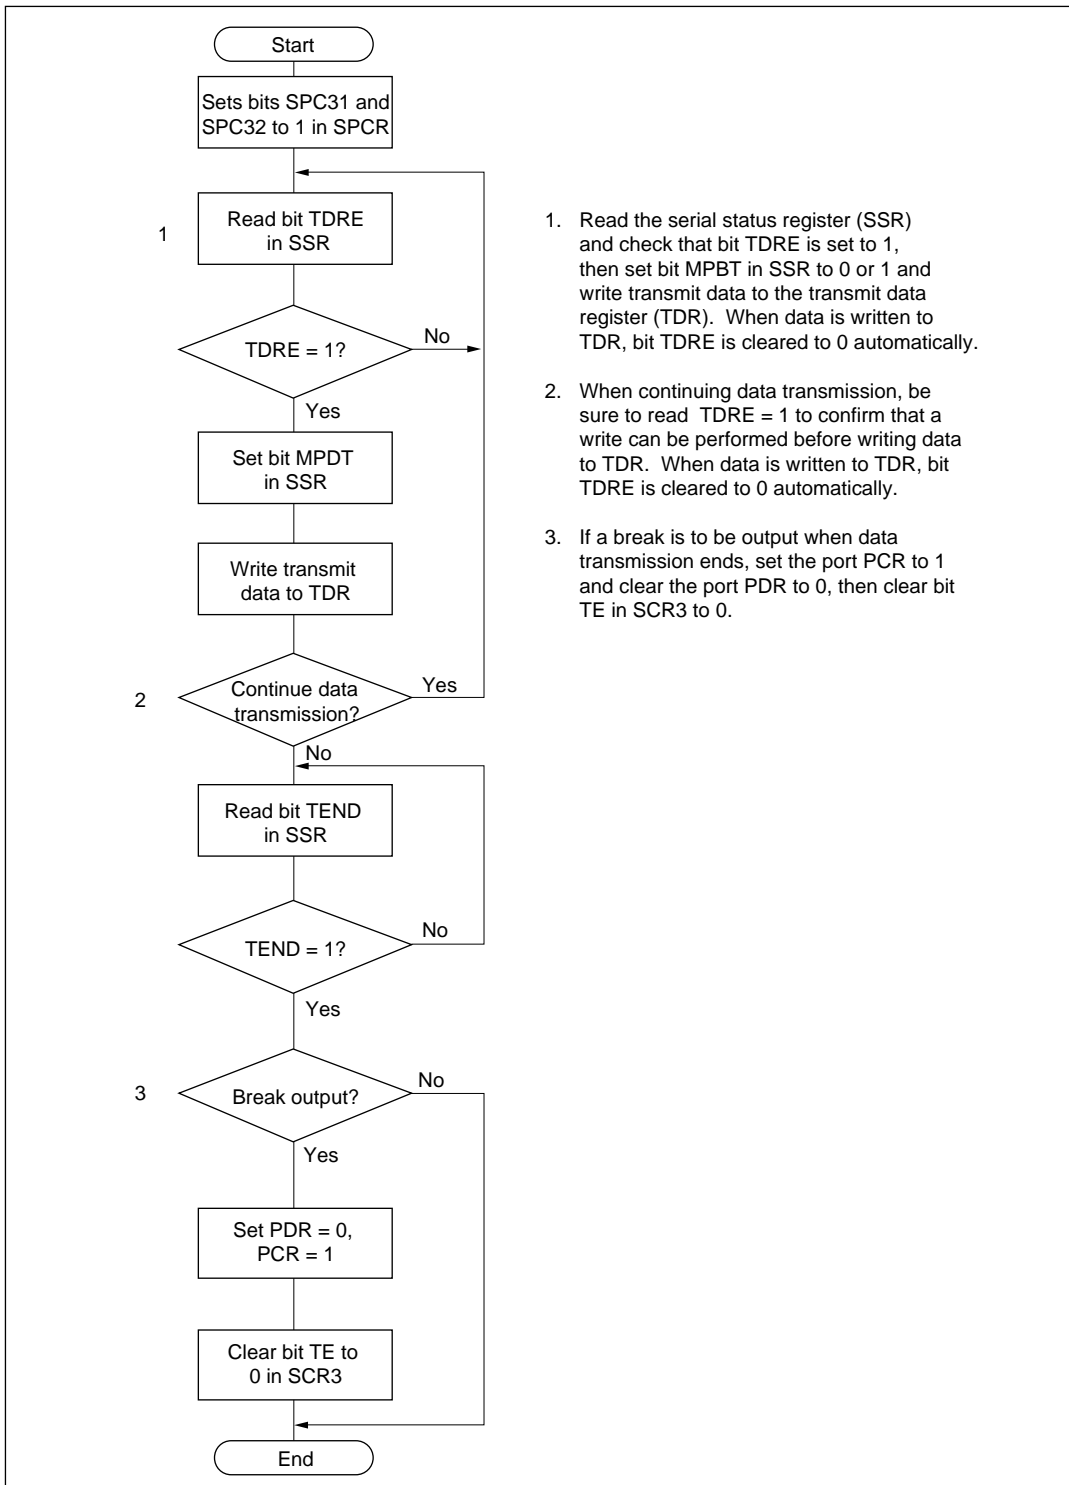 Start
Sets bits SPC31 and
SPC32 to 1 in SPCR
1
Read bit TDRE
in SSR
TDRE = 1?
No
Yes
Set bit MPDT
in SSR
Write transmit
data to TDR
2
Continue data
transmission?
Yes
No
Read bit TEND
in SSR
TEND = 1?
No
Yes
3
Break output?
No
Yes
Set PDR = 0,
PCR = 1
Clear bit TE to
0 in SCR3
End
1. Read the serial status register (SSR)
and check that bit TDRE is set to 1,
then set bit MPBT in SSR to 0 or 1 and
write transmit data to the transmit data
register (TDR). When data is written to
TDR, bit TDRE is cleared to 0 automatically.
2. When continuing data transmission, be
sure to read TDRE = 1 to confirm that a
write can be performed before writing data
to TDR. When data is written to TDR, bit
TDRE is cleared to 0 automatically.
3. If a break is to be output when data
transmission ends, set the port PCR to 1
and clear the port PDR to 0, then clear bit
TE in SCR3 to 0.